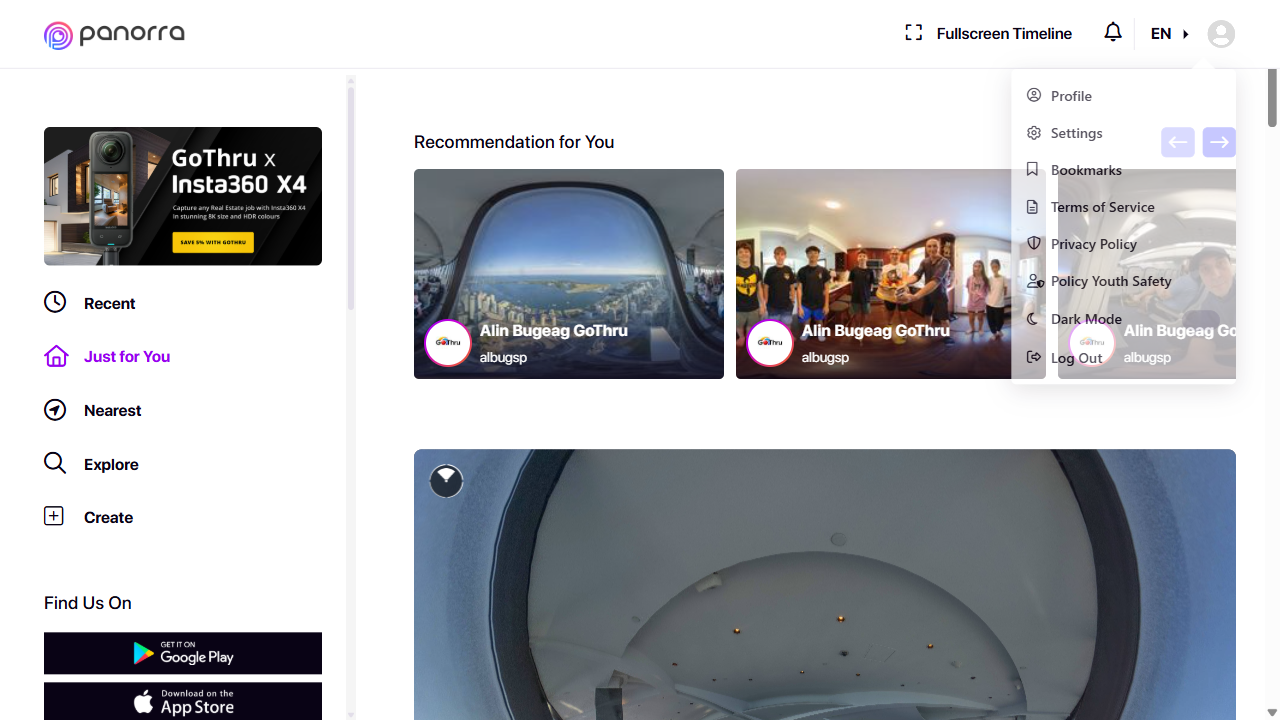 panorra
Fullscreen Timeline
EN
Profile
Settings
Bookmarks
Terms of Service
Privacy Policy
Policy Youth Safety
Dark Mode
Log Out
GoThru x
Insta360 X4
Capture any Real Estate job with Insta360 X4
in stunning 8K size and HDR colours
SAVE 5% WITH GOTHRU
Recent
Just for You
Nearest
Explore
Create
Find Us On
GET IT ON
Google Play
Download on the
App Store
Recommendation for You
GoThru
Alin Bugeag GoThru
albugsp
GoThru
Alin Bugeag GoThru
albugsp
GoThru
Alin Bugeag Go
albugsp